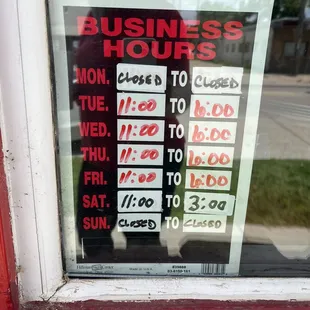 BUSINESS
HOURS
MON. CLOSED TO CLOSED
TUE. 11:00 TO 6:00
WED. 11:00 TO 6:00
THU. 11:00 TO 6:00
FRI. 11:00 TO 6:00
SAT. 11:00 TO 3:00
SUN. CLOSED TO CLOSED